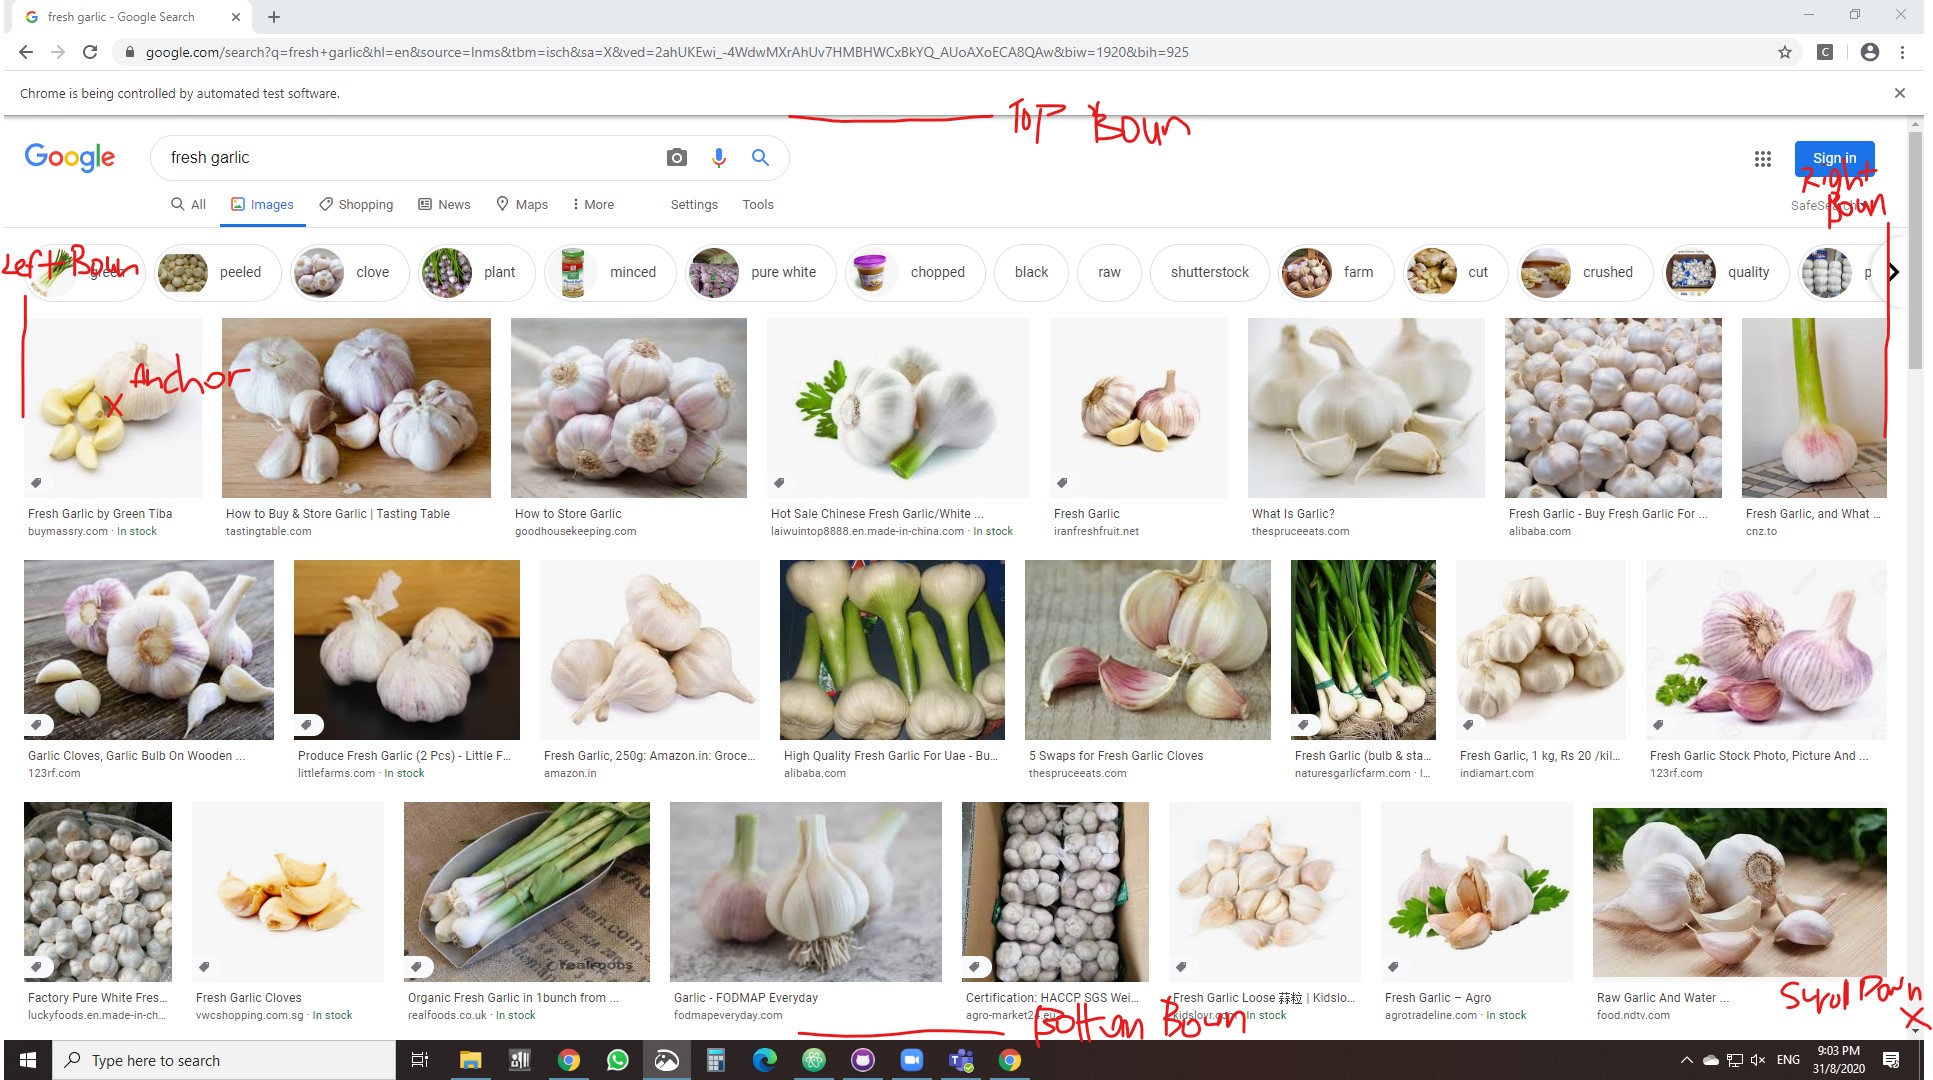 fresh garlic - Google Search
google.com/search?q=fresh+garlic&hl=en&source=lnms&tbm=isch&sa=X&ved=2ahUKEwi_-4WdwMXrAhUv7HMBHWCxBkYQ_AUoAXoECA8QAw&biw=1920&bih=925
Chrome is being controlled by automated test software.
Top Boun
Google fresh garlic Sign in
Right Boun
All Images Shopping News Maps More Settings Tools
Left Boun
green peeled clove plant minced pure white chopped black raw shutterstock farm cut crushed quality p
Anchor
Fresh Garlic by Green Tiba How to Buy & Store Garlic | Tasting Table How to Store Garlic Hot Sale Chinese Fresh Garlic/White ... Fresh Garlic What Is Garlic? Fresh Garlic - Buy Fresh Garlic For ... Fresh Garlic, and What ...
buymassry.com · In stock tastingtable.com goodhousekeeping.com laiwuintop8888.en.made-in-china.com · In stock iranfreshfruit.net thespruceeats.com alibaba.com cnz.to
Garlic Cloves, Garlic Bulb On Wooden ... Produce Fresh Garlic (2 Pcs) - Little F... Fresh Garlic, 250g: Amazon.in: Groce... High Quality Fresh Garlic For Uae - Bu... 5 Swaps for Fresh Garlic Cloves Fresh Garlic (bulb & sta... Fresh Garlic, 1 kg, Rs 20 /kil... Fresh Garlic Stock Photo, Picture And ...
123rf.com littlefarms.com · In stock amazon.in alibaba.com thespruceeats.com naturesgarlicfarm.com · I... indiamart.com 123rf.com
realfoods
Factory Pure White Fres... Fresh Garlic Cloves Organic Fresh Garlic in 1bunch from ... Garlic - FODMAP Everyday Certification: HACCP SGS Wei... Fresh Garlic Loose 蒜粒 | Kidslo... Fresh Garlic – Agro Raw Garlic And Water ...
luckyfoods.en.made-in-ch... vwcshopping.com.sg · In stock realfoods.co.uk · In stock fodmapeveryday.com agro-market24.eu kidslovr.com · In stock agrotradeline.com · In stock food.ndtv.com
Scroll Down
Bottom Boun
Type here to search ENG 9:03 PM
31/8/2020